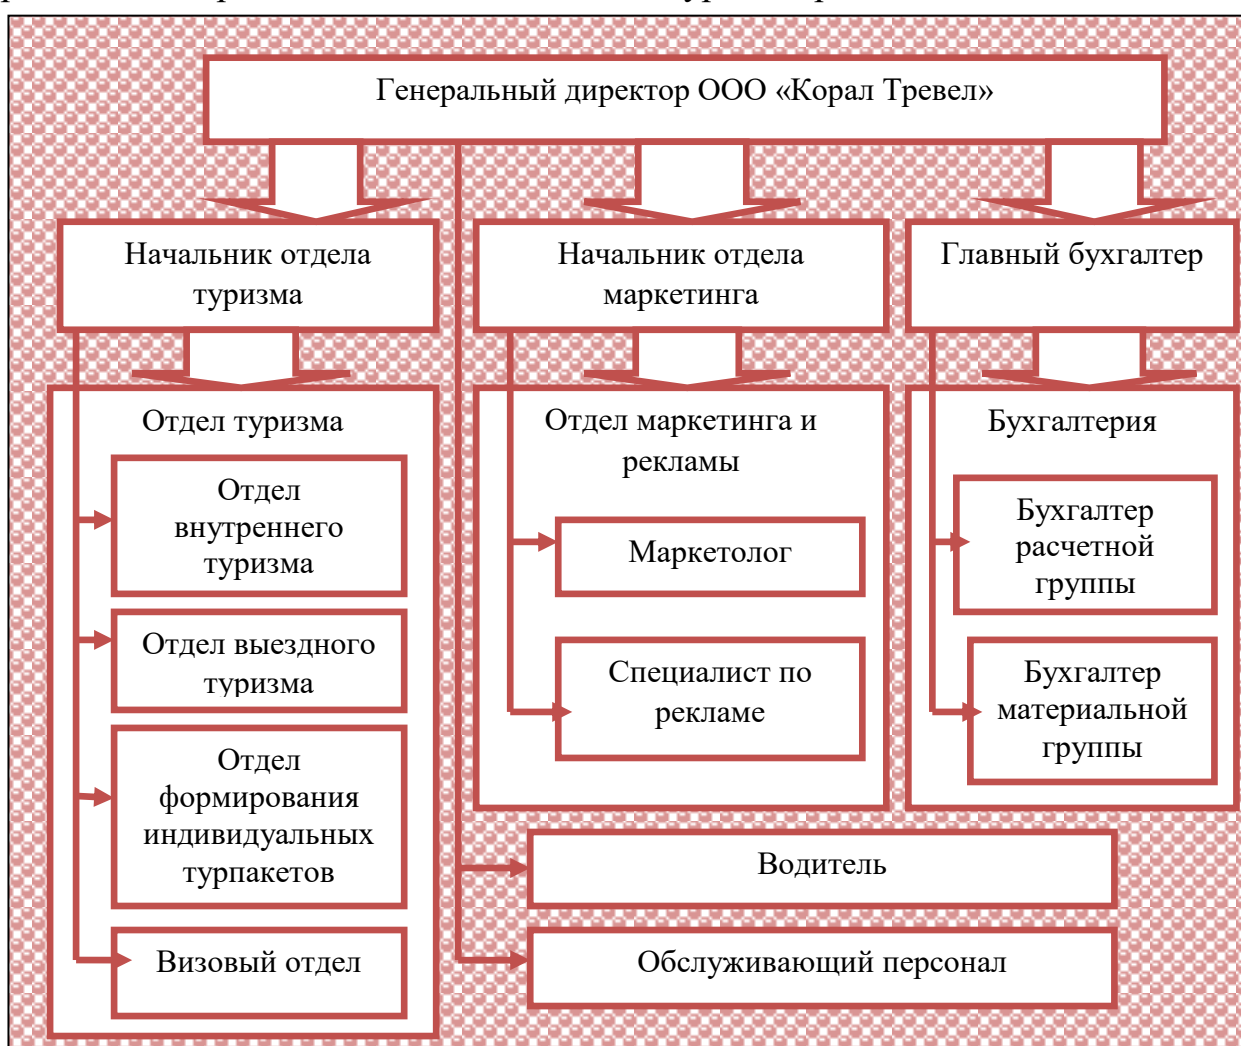 Генеральный директор ООО «Корал Тревел»
Начальник отдела
туризма
Начальник отдела
маркетинга
Главный бухгалтер
Отдел туризма
Отдел
внутреннего
туризма
Отдел выездного
туризма
Отдел
формирования
индивидуальных
турпакетов
Визовый отдел
Отдел маркетинга и
рекламы
Маркетолог
Специалист по
рекламе
Бухгалтерия
Бухгалтер
расчетной
группы
Бухгалтер
материальной
группы
Водитель
Обслуживающий персонал